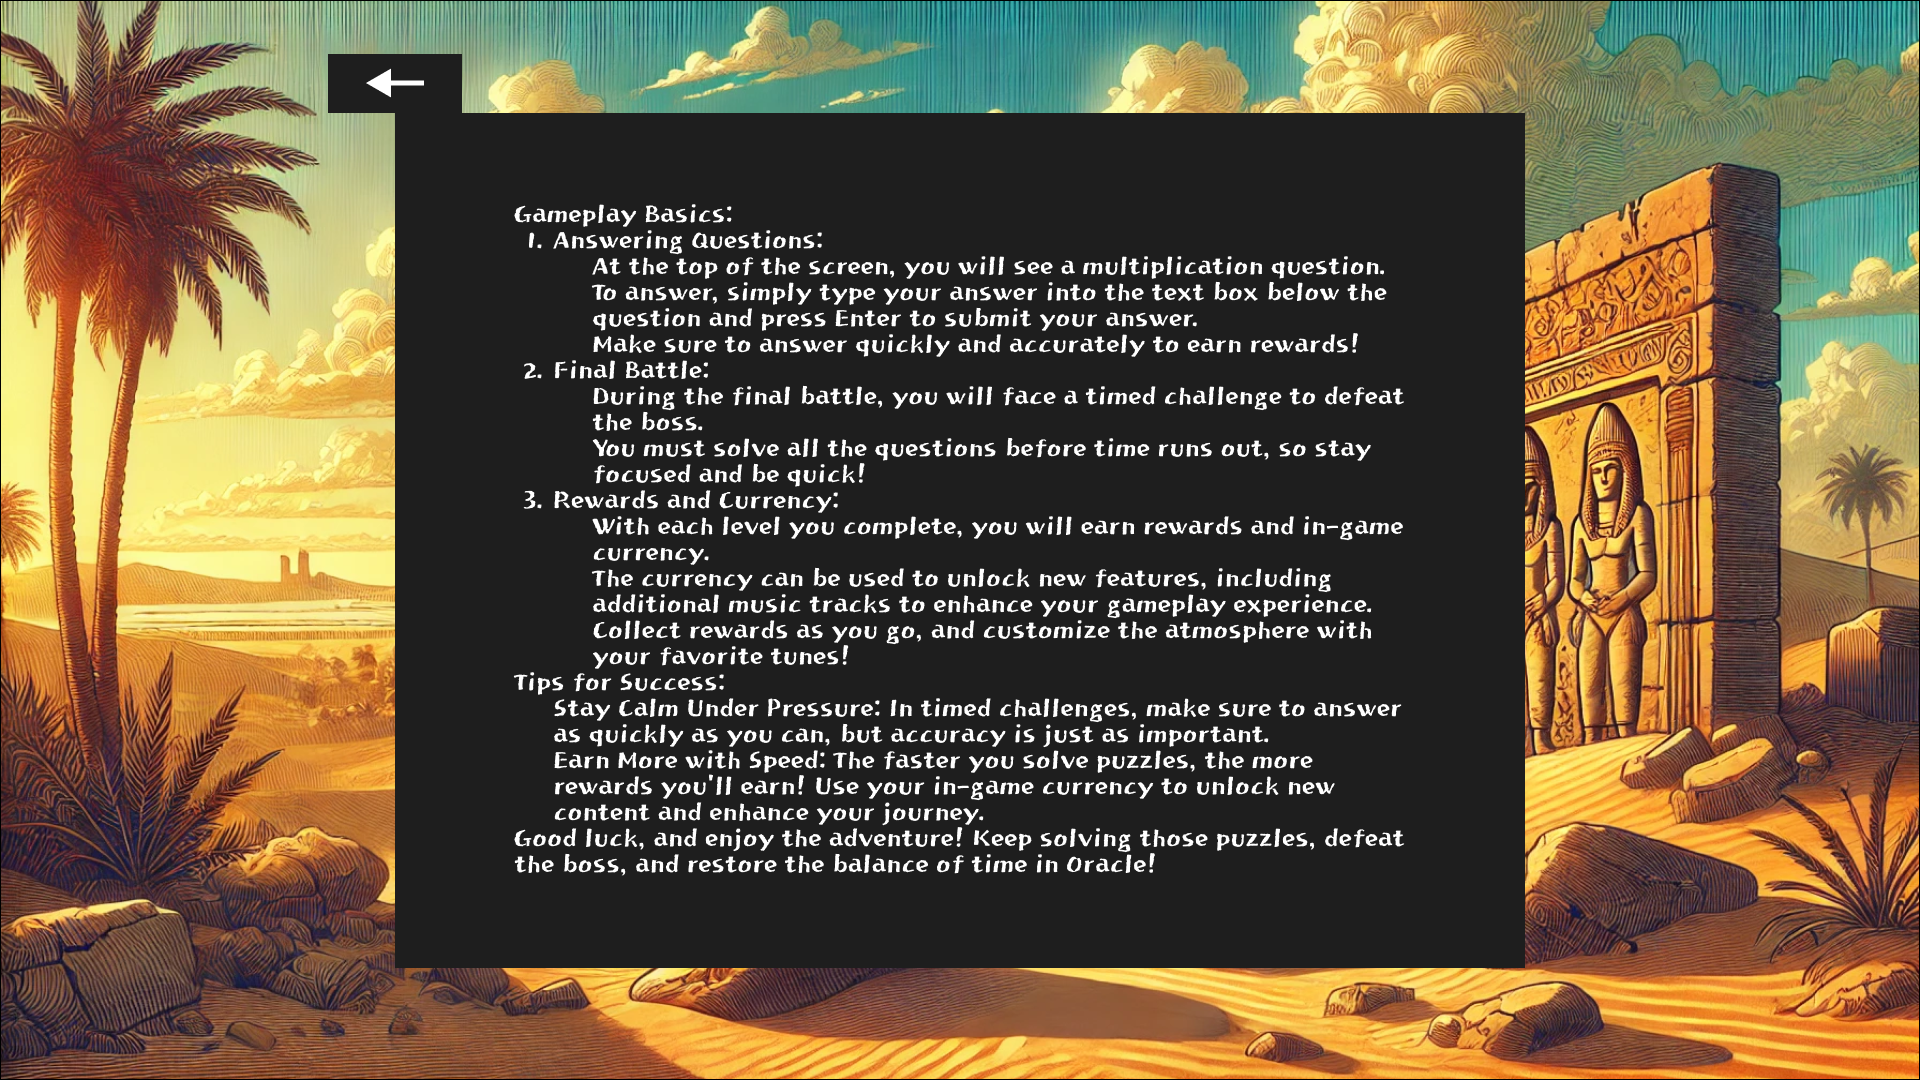 Gameplay Basics:
1. Answering Questions:
At the top of the screen, you will see a multiplication question.
To answer, simply type your answer into the text box below the
question and press Enter to submit your answer.
Make sure to answer quickly and accurately to earn rewards!
2. Final Battle:
During the final battle, you will face a timed challenge to defeat
the boss.
You must solve all the questions before time runs out, so stay
focused and be quick!
3. Rewards and Currency:
With each level you complete, you will earn rewards and in-game
currency.
The currency can be used to unlock new features, including
additional music tracks to enhance your gameplay experience.
Collect rewards as you go, and customize the atmosphere with
your favorite tunes!
Tips for Success:
Stay Calm Under Pressure: In timed challenges, make sure to answer
as quickly as you can, but accuracy is just as important.
Earn More with Speed: The faster you solve puzzles, the more
rewards you'll earn! Use your in-game currency to unlock new
content and enhance your journey.
Good luck, and enjoy the adventure! Keep solving those puzzles, defeat
the boss, and restore the balance of time in Oracle!